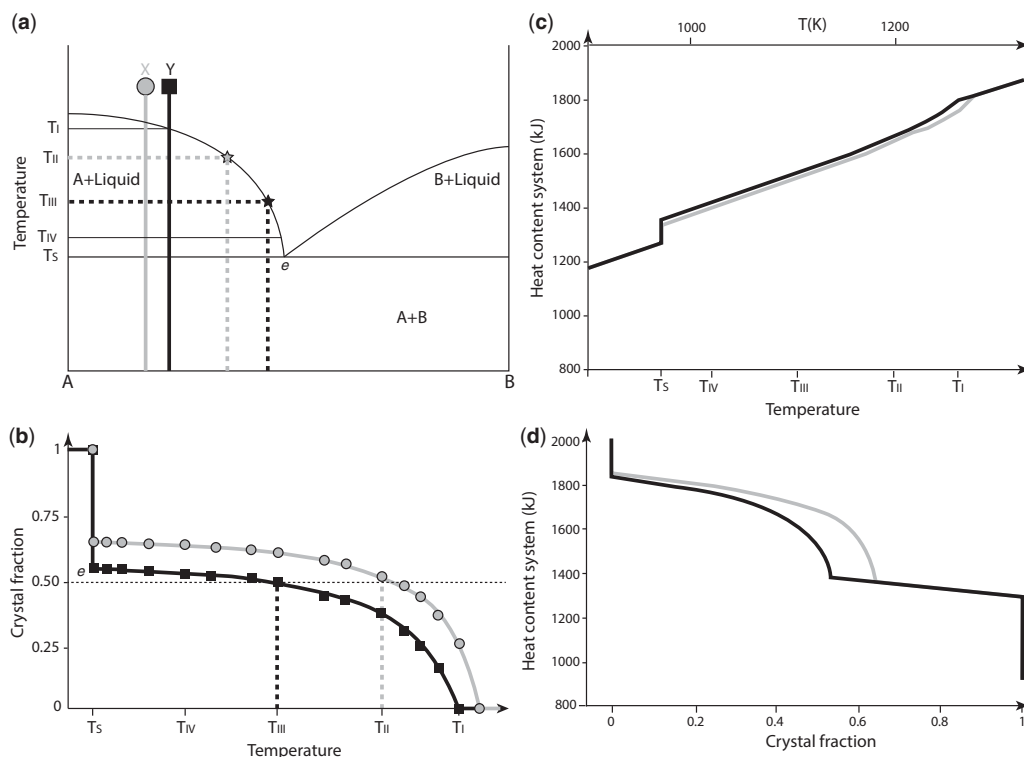 (a)
X Y
TI
TII
TIII
TIV
TS
Temperature
A+Liquid
B+Liquid
e
A+B
A
B
(c)
1000
T(K)
1200
2000
1800
1600
1400
1200
1000
800
Heat content system (kJ)
TS TIV TIII TII TI
Temperature
(b)
1
0.75
e
0.50
0.25
0
Crystal fraction
TS TIV TIII TII TI
Temperature
(d)
2000
1800
1600
1400
1200
1000
800
Heat content system (kJ)
0 0.2 0.4 0.6 0.8 1
Crystal fraction